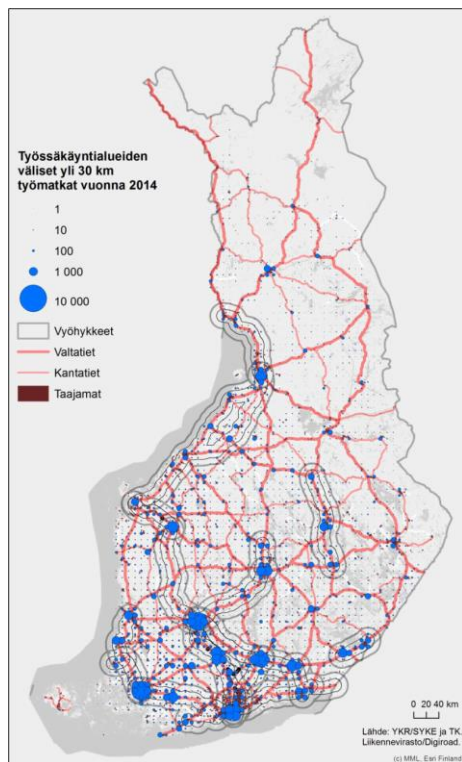 Työssäkäyntialueiden
väliset yli 30 km
työmatkat vuonna 2014
1
10
100
1 000
10 000
Vyöhykkeet
Valtatiet
Kantatiet
Taajamat
0 20 40 km
Lähde: YKR/SYKE ja TK.
Liikennevirasto/Digiroad.
(c) MML, Esri Finland